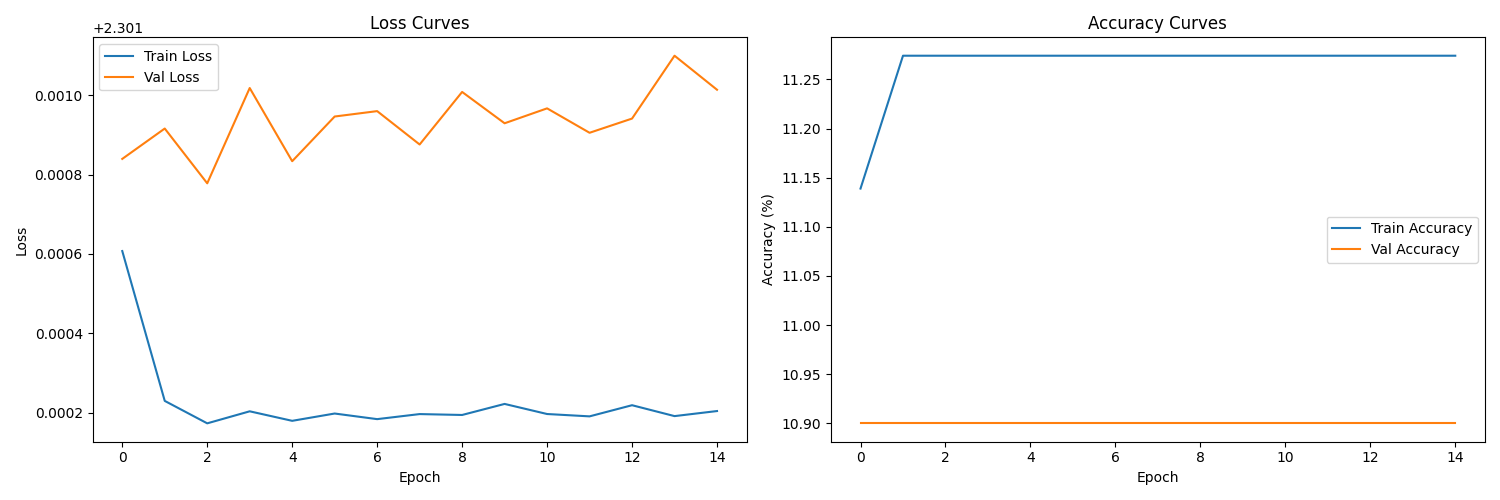 Loss Curves
+2.301
Train Loss
Val Loss
0.0010
0.0008
0.0006
0.0004
0.0002
Loss
0 2 4 6 8 10 12 14
Epoch
Accuracy Curves
11.25
11.20
11.15
11.10
11.05
11.00
10.95
10.90
Accuracy (%)
Train Accuracy
Val Accuracy
0 2 4 6 8 10 12 14
Epoch